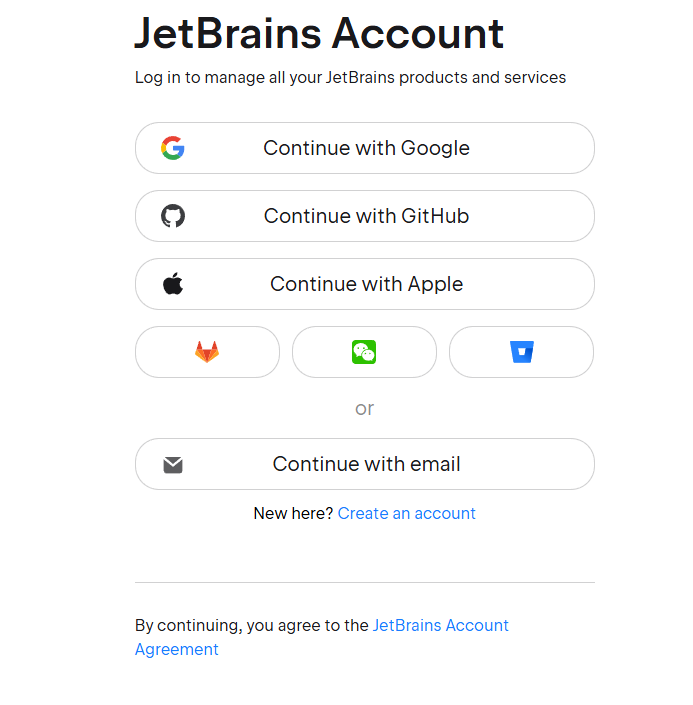 JetBrains Account
Log in to manage all your JetBrains products and services
Continue with Google
Continue with GitHub
Continue with Apple
or
Continue with email
New here? Create an account
By continuing, you agree to the JetBrains Account
Agreement